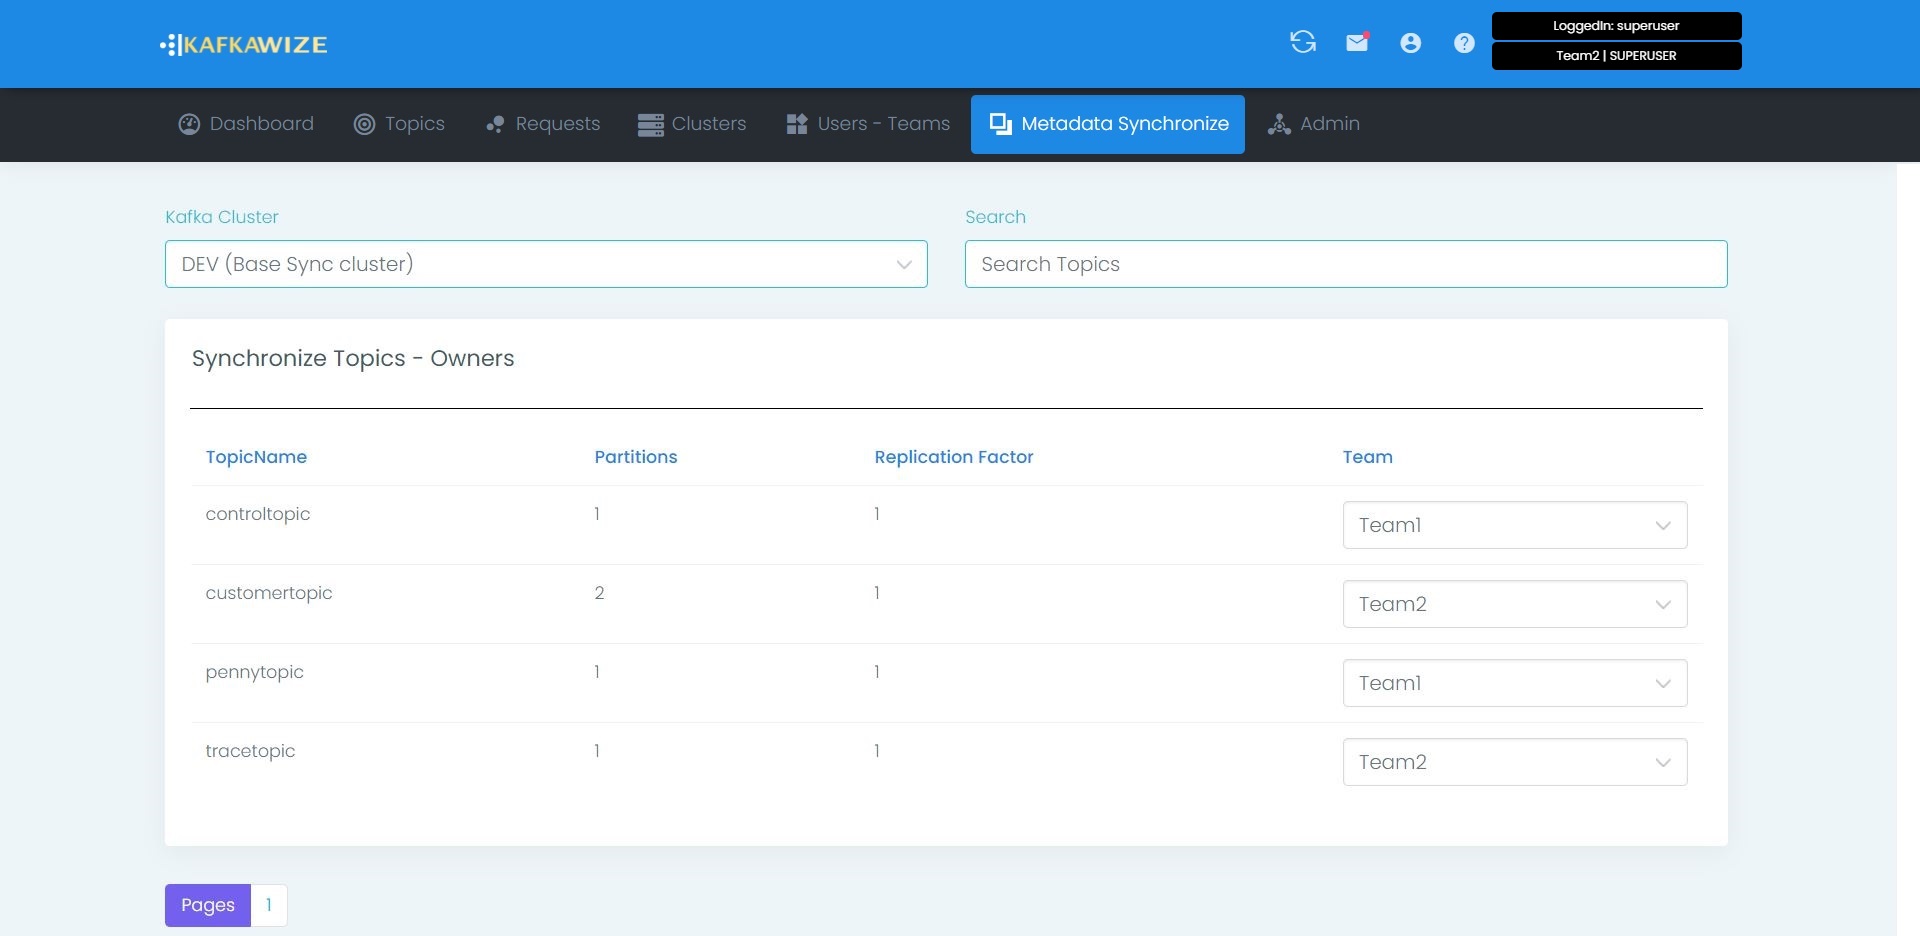 KAFKAWIZE
LoggedIn: superuser
Team2 | SUPERUSER
Dashboard Topics Requests Clusters Users - Teams Metadata Synchronize Admin
Kafka Cluster Search
DEV (Base Sync cluster) Search Topics
Synchronize Topics - Owners
TopicName Partitions Replication Factor Team
controltopic 1 1 Team1
customertopic 2 1 Team2
pennytopic 1 1 Team1
tracetopic 1 1 Team2
Pages 1